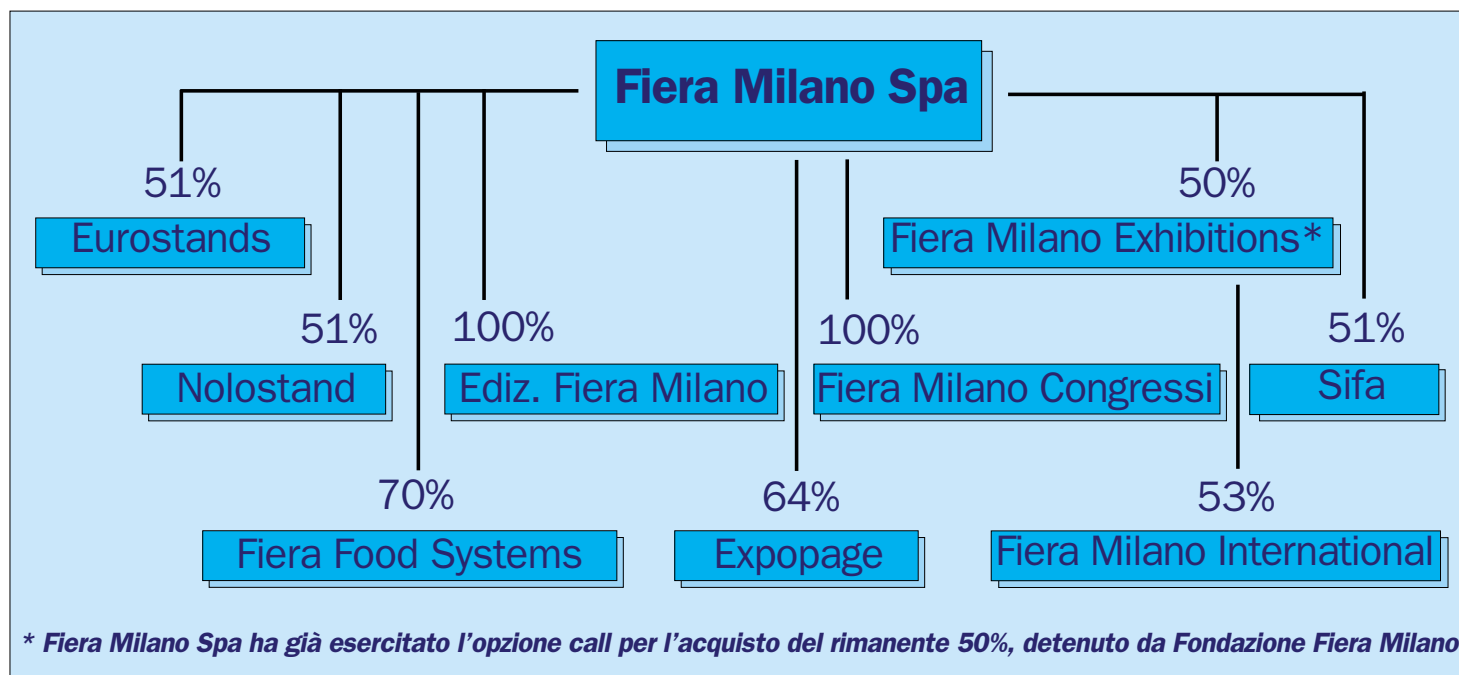 Fiera Milano Spa
51%
Eurostands
50%
Fiera Milano Exhibitions*
51%
Nolostand
100%
Ediz. Fiera Milano
100%
Fiera Milano Congressi
51%
Sifa
70%
Fiera Food Systems
64%
Expopage
53%
Fiera Milano International
* Fiera Milano Spa ha già esercitato l'opzione call per l'acquisto del rimanente 50%, detenuto da Fondazione Fiera Milano